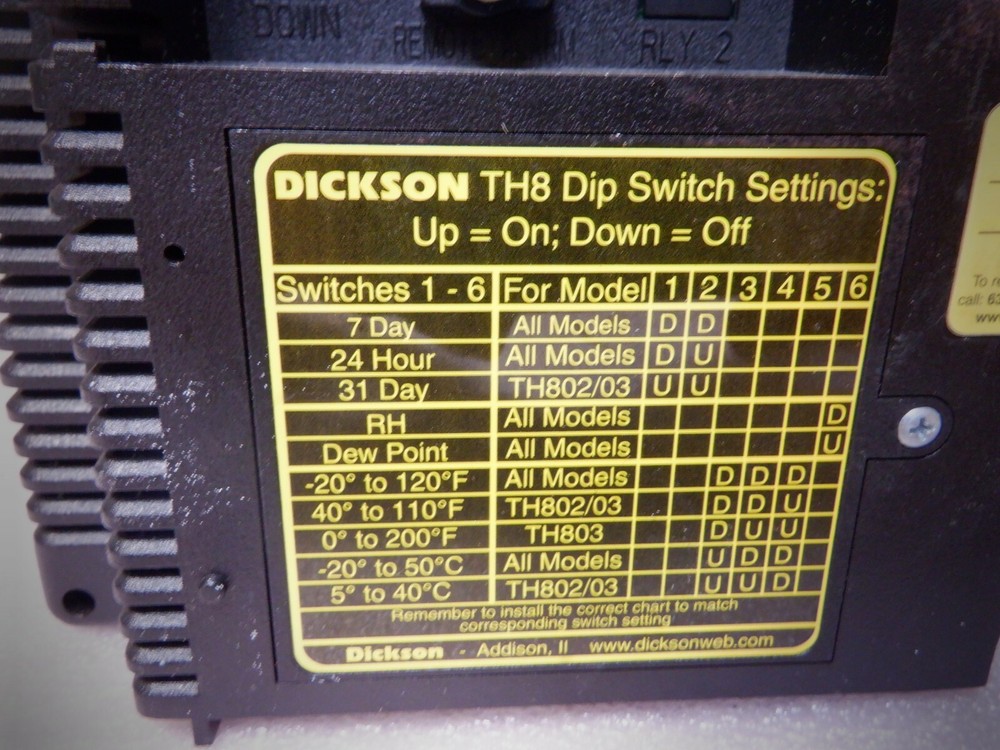 DOWN REMOTE RLY 2
DICKSON TH8 Dip Switch Settings:
Up = On; Down = Off
Switches 1 - 6 For Model 1 2 3 4 5 6
7 Day All Models D D
24 Hour All Models D U
31 Day TH802/03 U U
RH All Models D
Dew Point All Models U
-20° to 120°F All Models D D D
40° to 110°F TH802/03 D D U
0° to 200°F TH803 D U U
-20° to 50°C All Models U D D
5° to 40°C TH802/03 U U D
Remember to install the correct chart to match
corresponding switch setting
Dickson - Addison, Il www.dicksonweb.com
To
call: 63